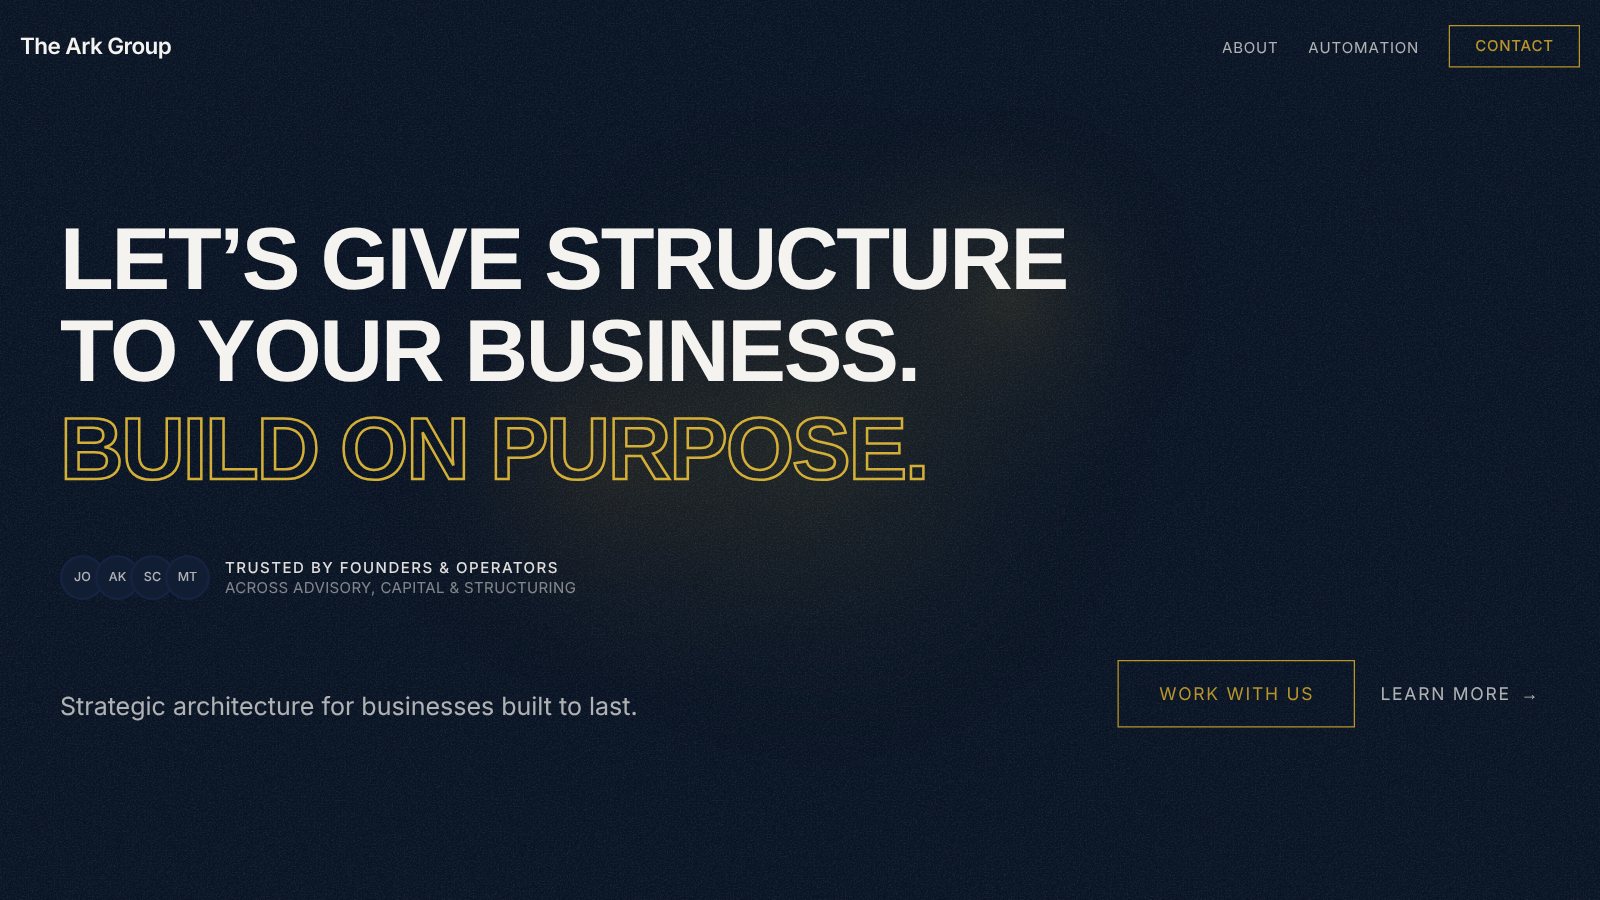 The Ark Group
ABOUT
AUTOMATION
CONTACT
LET’S GIVE STRUCTURE
TO YOUR BUSINESS.
BUILD ON PURPOSE.
JO
AK
SC
MT
TRUSTED BY FOUNDERS & OPERATORS
ACROSS ADVISORY, CAPITAL & STRUCTURING
Strategic architecture for businesses built to last.
WORK WITH US
LEARN MORE →